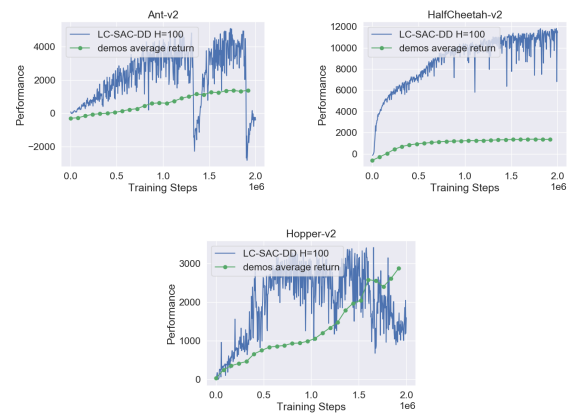 Ant-v2
LC-SAC-DD H=100
demos average return
4000
2000
0
−2000
Performance
0.0 0.5 1.0 1.5 2.0
1e6
Training Steps
HalfCheetah-v2
LC-SAC-DD H=100
demos average return
12000
10000
8000
6000
4000
2000
0
Performance
0.0 0.5 1.0 1.5 2.0
1e6
Training Steps
Hopper-v2
LC-SAC-DD H=100
demos average return
3000
2000
1000
0
Performance
0.0 0.5 1.0 1.5 2.0
1e6
Training Steps